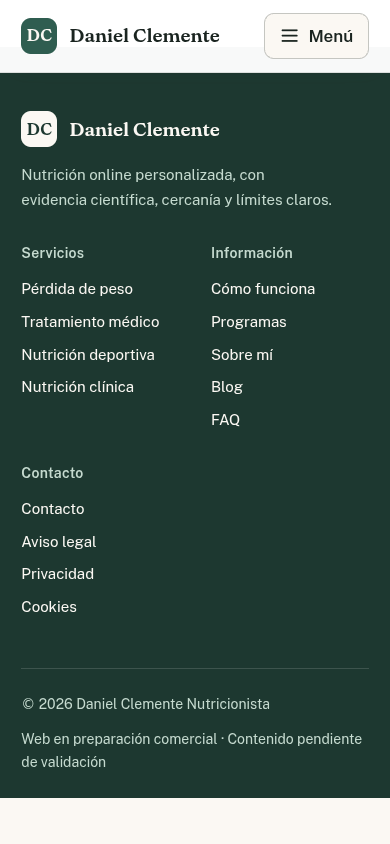 DC Daniel Clemente
Menú
DC Daniel Clemente
Nutrición online personalizada, con
evidencia científica, cercanía y límites claros.
Servicios
Pérdida de peso
Tratamiento médico
Nutrición deportiva
Nutrición clínica
Información
Cómo funciona
Programas
Sobre mí
Blog
FAQ
Contacto
Contacto
Aviso legal
Privacidad
Cookies
© 2026 Daniel Clemente Nutricionista
Web en preparación comercial · Contenido pendiente
de validación